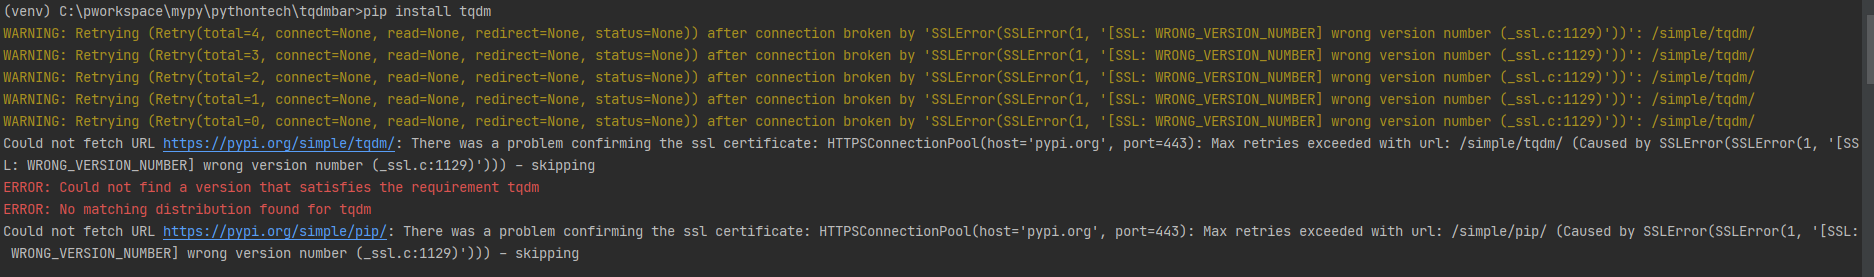 (venv) C:\pworkspace\mypy\pythontech\tqdmbar>pip install tqdm
WARNING: Retrying (Retry(total=4, connect=None, read=None, redirect=None, status=None)) after connection broken by 'SSLError(SSLError(1, '[SSL: WRONG_VERSION_NUMBER] wrong version number (_ssl.c:1129)'))': /simple/tqdm/
WARNING: Retrying (Retry(total=3, connect=None, read=None, redirect=None, status=None)) after connection broken by 'SSLError(SSLError(1, '[SSL: WRONG_VERSION_NUMBER] wrong version number (_ssl.c:1129)'))': /simple/tqdm/
WARNING: Retrying (Retry(total=2, connect=None, read=None, redirect=None, status=None)) after connection broken by 'SSLError(SSLError(1, '[SSL: WRONG_VERSION_NUMBER] wrong version number (_ssl.c:1129)'))': /simple/tqdm/
WARNING: Retrying (Retry(total=1, connect=None, read=None, redirect=None, status=None)) after connection broken by 'SSLError(SSLError(1, '[SSL: WRONG_VERSION_NUMBER] wrong version number (_ssl.c:1129)'))': /simple/tqdm/
WARNING: Retrying (Retry(total=0, connect=None, read=None, redirect=None, status=None)) after connection broken by 'SSLError(SSLError(1, '[SSL: WRONG_VERSION_NUMBER] wrong version number (_ssl.c:1129)'))': /simple/tqdm/
Could not fetch URL https://pypi.org/simple/tqdm/: There was a problem confirming the ssl certificate: HTTPSConnectionPool(host='pypi.org', port=443): Max retries exceeded with url: /simple/tqdm/ (Caused by SSLError(SSLError(1, '[SS
L: WRONG_VERSION_NUMBER] wrong version number (_ssl.c:1129)'))) - skipping
ERROR: Could not find a version that satisfies the requirement tqdm
ERROR: No matching distribution found for tqdm
Could not fetch URL https://pypi.org/simple/pip/: There was a problem confirming the ssl certificate: HTTPSConnectionPool(host='pypi.org', port=443): Max retries exceeded with url: /simple/pip/ (Caused by SSLError(SSLError(1, '[SSL:
 WRONG_VERSION_NUMBER] wrong version number (_ssl.c:1129)'))) - skipping